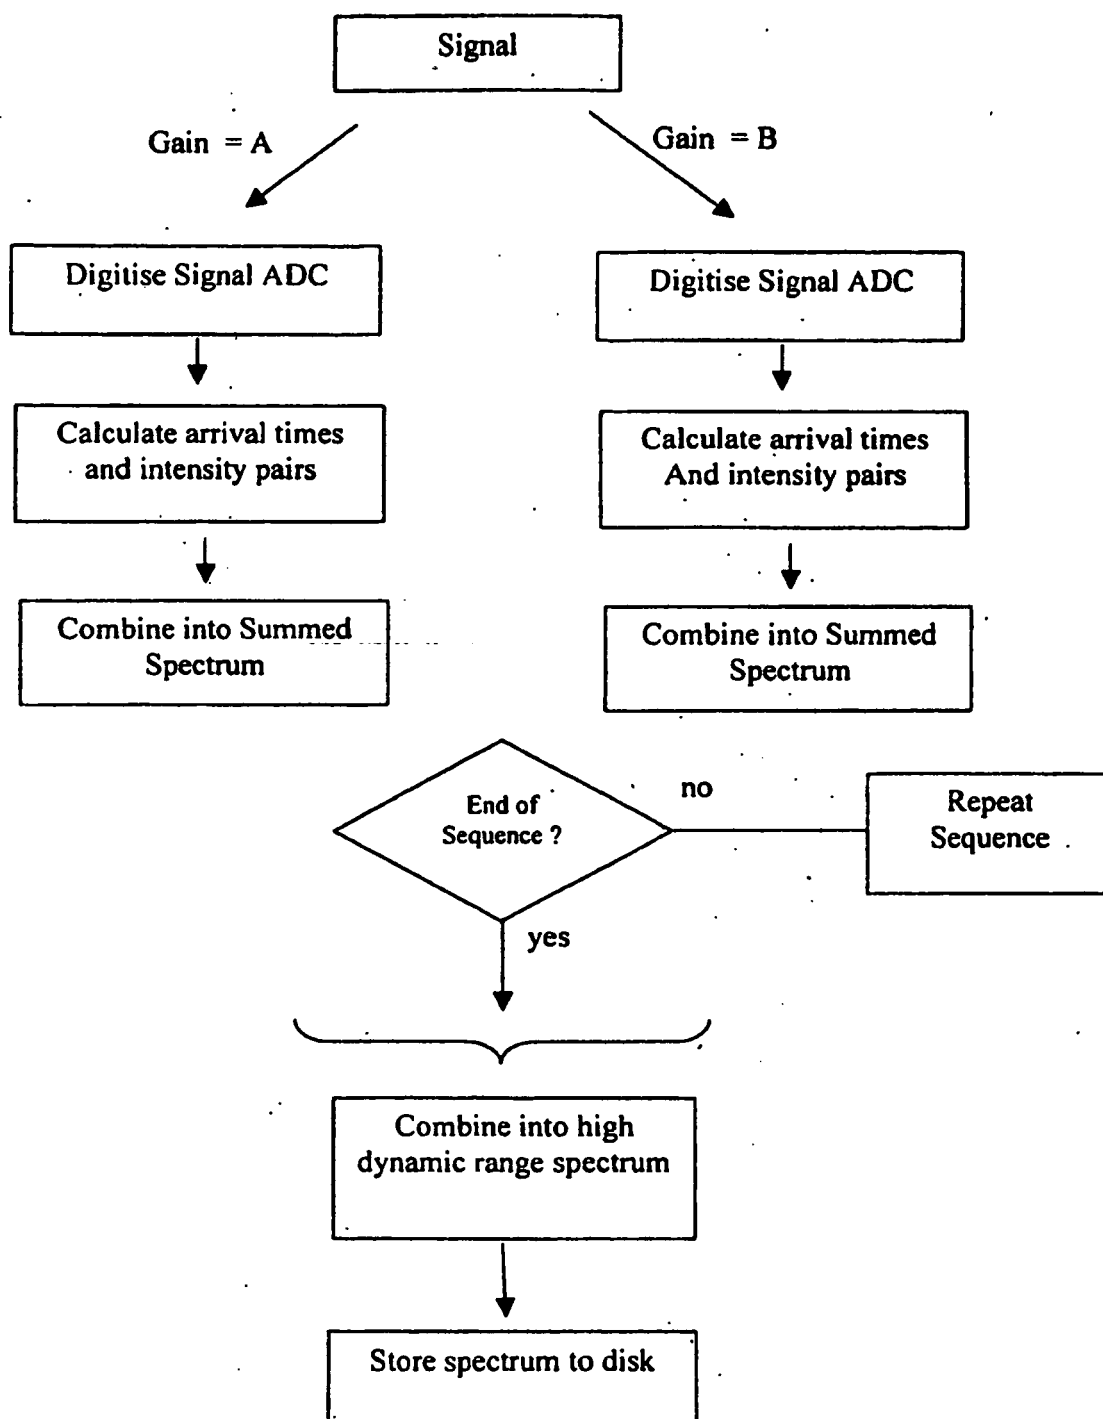 Signal
Gain = A
Gain = B
Digitise Signal ADC
Digitise Signal ADC
Calculate arrival times
and intensity pairs
Calculate arrival times
And intensity pairs
Combine into Summed
Spectrum
Combine into Summed
Spectrum
End of
Sequence ?
no
Repeat
Sequence
yes
Combine into high
dynamic range spectrum
Store spectrum to disk